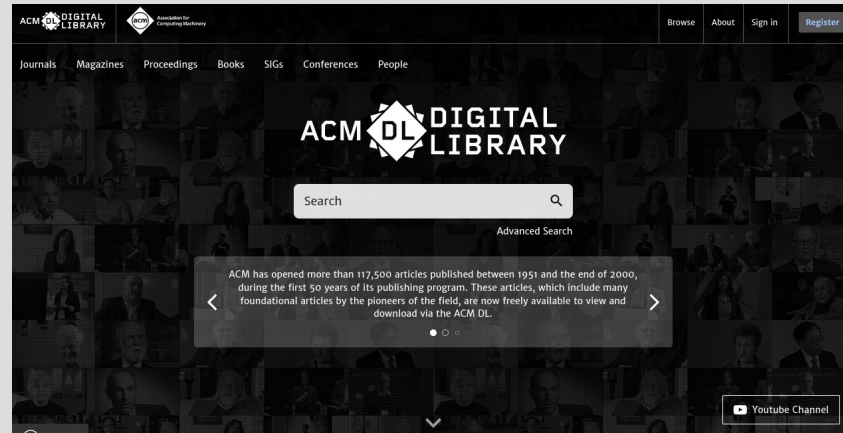 ACM DL DIGITAL LIBRARY
acm Association for Computing Machinery
Browse About Sign in Register
Journals Magazines Proceedings Books SIGs Conferences People
ACM DL DIGITAL LIBRARY
Search
Advanced Search
ACM has opened more than 117,500 articles published between 1951 and the end of 2000,
during the first 50 years of its publishing program. These articles, which include many
foundational articles by the pioneers of the field, are now freely available to view and
download via the ACM DL.
Youtube Channel